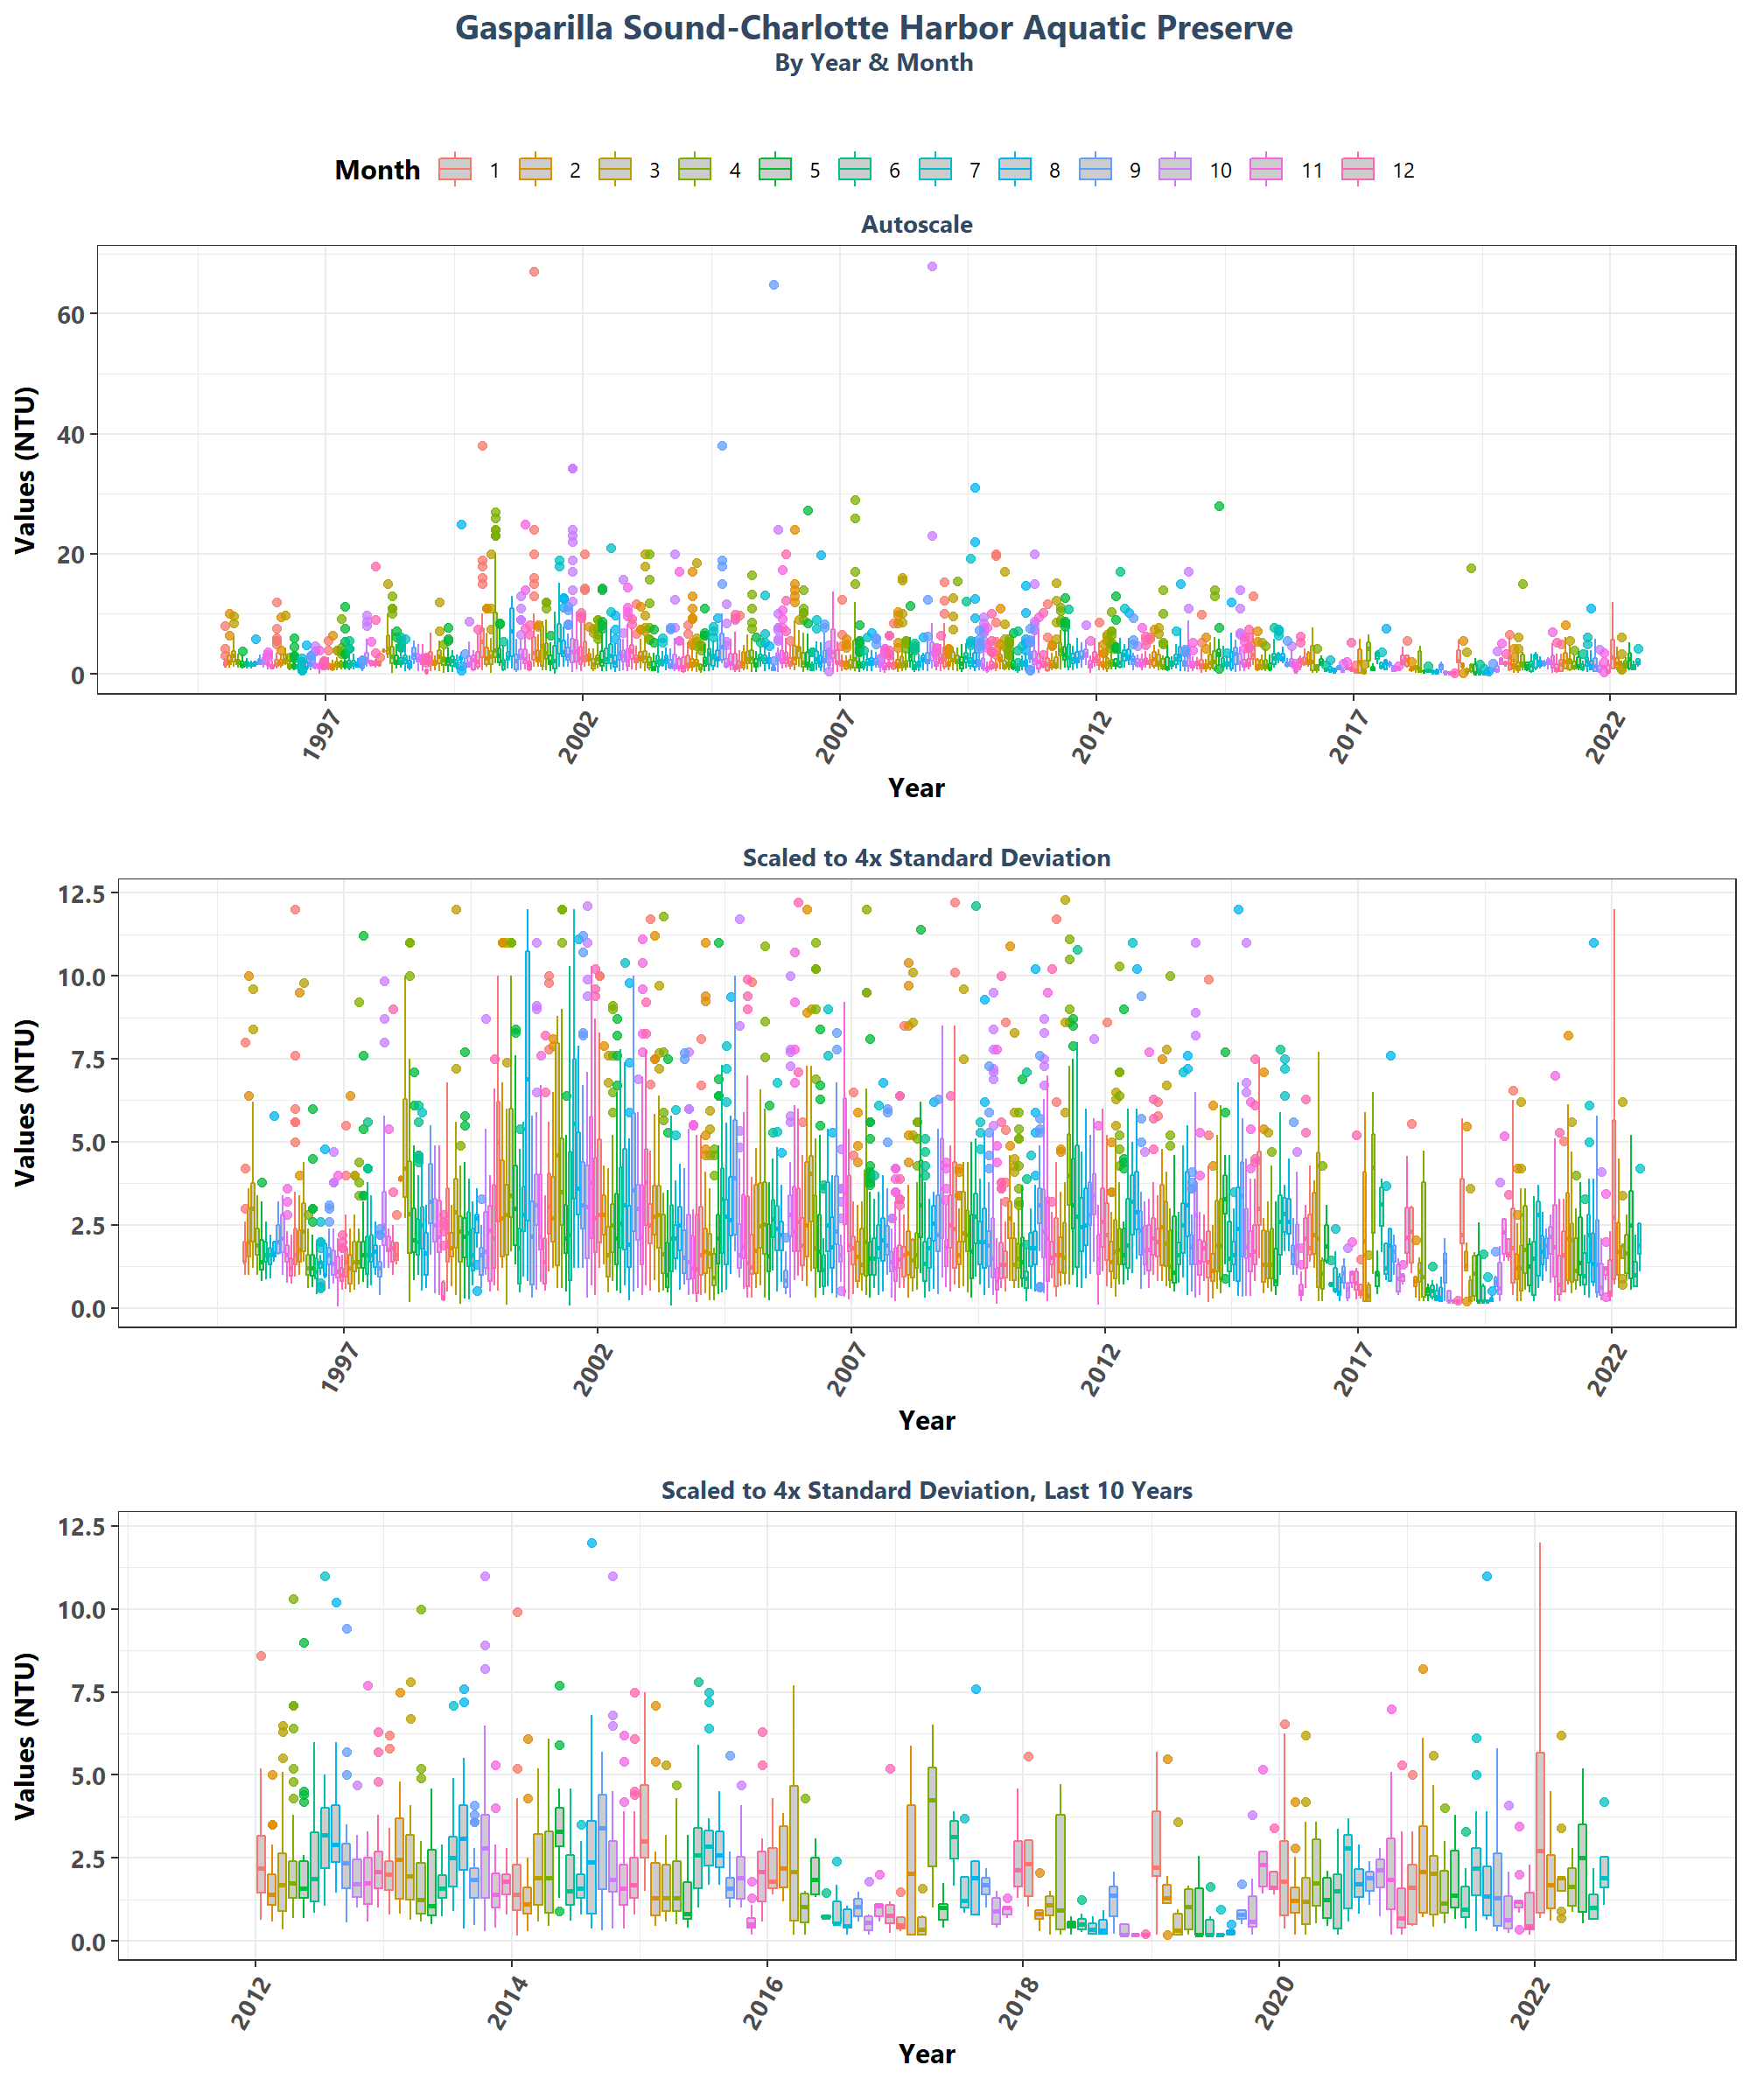 Gasparilla Sound-Charlotte Harbor Aquatic Preserve
By Year & Month
Month 1 2 3 4 5 6 7 8 9 10 11 12
Autoscale
Values (NTU)
60
40
20
0
1997 2002 2007 2012 2017 2022
Year
Scaled to 4x Standard Deviation
Values (NTU)
12.5
10.0
7.5
5.0
2.5
0.0
1997 2002 2007 2012 2017 2022
Year
Scaled to 4x Standard Deviation, Last 10 Years
Values (NTU)
12.5
10.0
7.5
5.0
2.5
0.0
2012 2014 2016 2018 2020 2022
Year